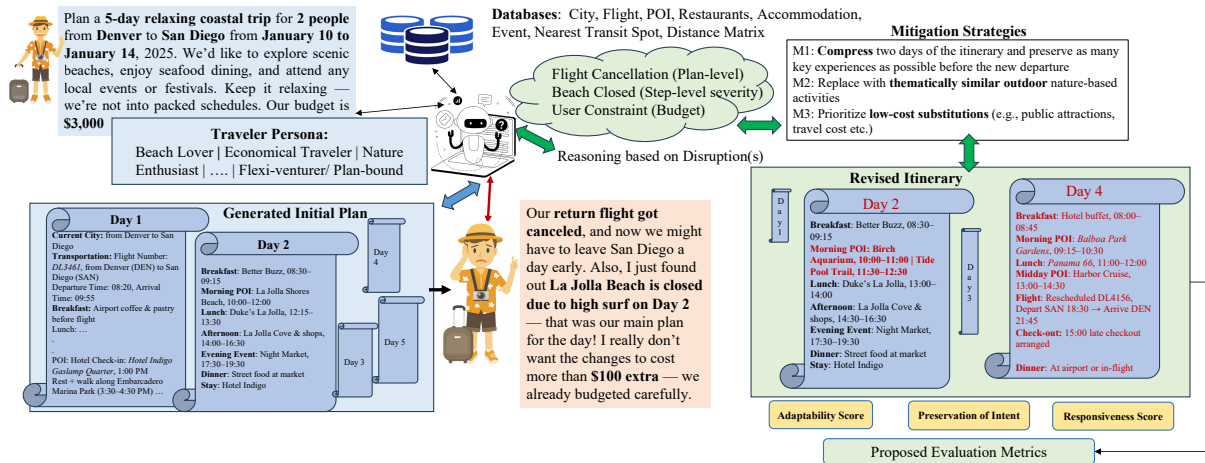 Plan a 5-day relaxing coastal trip for 2 people
from Denver to San Diego from January 10 to
January 14, 2025. We'd like to explore scenic
beaches, enjoy seafood dining, and attend any
local events or festivals. Keep it relaxing —
we're not into packed schedules. Our budget is
$3,000
Traveler Persona:
Beach Lover | Economical Traveler | Nature
Enthusiast | …. | Flexi-venturer/ Plan-bound
Databases: City, Flight, POI, Restaurants, Accommodation,
Event, Nearest Transit Spot, Distance Matrix
Flight Cancellation (Plan-level)
Beach Closed (Step-level severity)
User Constraint (Budget)
Reasoning based on Disruption(s)
Mitigation Strategies
M1: Compress two days of the itinerary and preserve as many
key experiences as possible before the new departure
M2: Replace with thematically similar outdoor nature-based
activities
M3: Prioritize low-cost substitutions (e.g., public attractions,
travel cost etc.)
Generated Initial Plan
Day 1
Current City: from Denver to San
Diego
Transportation: Flight Number:
DL3461, from Denver (DEN) to San
Diego (SAN)
Departure Time: 08:20, Arrival
Time: 09:55
Breakfast: Airport coffee & pastry
before flight
Lunch: …
.
.
POI: Hotel Check-in: Hotel Indigo
Gaslamp Quarter, 1:00 PM
Rest + walk along Embarcadero
Marina Park (3:30–4:30 PM) …
Day 2
Breakfast: Better Buzz, 08:30–
09:15
Morning POI: La Jolla Shores
Beach, 10:00–12:00
Lunch: Duke's La Jolla, 12:15–
13:30
Afternoon: La Jolla Cove & shops,
14:00–16:30
Evening Event: Night Market,
17:30–19:30
Dinner: Street food at market
Stay: Hotel Indigo
Day
4
Day 3
Day 5
Our return flight got
canceled, and now we might
have to leave San Diego a
day early. Also, I just found
out La Jolla Beach is closed
due to high surf on Day 2
— that was our main plan
for the day! I really don't
want the changes to cost
more than $100 extra — we
already budgeted carefully.
Revised Itinerary
D
a
y
1
Day 2
Breakfast: Better Buzz, 08:30–
09:15
Morning POI: Birch
Aquarium, 10:00–11:00 | Tide
Pool Trail, 11:30–12:30
Lunch: Duke's La Jolla, 13:00–
14:00
Afternoon: La Jolla Cove &
shops, 14:30–16:30
Evening Event: Night Market,
17:30–19:30
Dinner: Street food at market
Stay: Hotel Indigo
D
a
y
3
Day 4
Breakfast: Hotel buffet, 08:00–
08:45
Morning POI: Balboa Park
Gardens, 09:15–10:30
Lunch: Panama 66, 11:00–12:00
Midday POI: Harbor Cruise,
13:00–14:30
Flight: Rescheduled DL4156,
Depart SAN 18:30 → Arrive DEN
21:45
Check-out: 15:00 late checkout
arranged
Dinner: At airport or in-flight
Adaptability Score
Preservation of Intent
Responsiveness Score
Proposed Evaluation Metrics